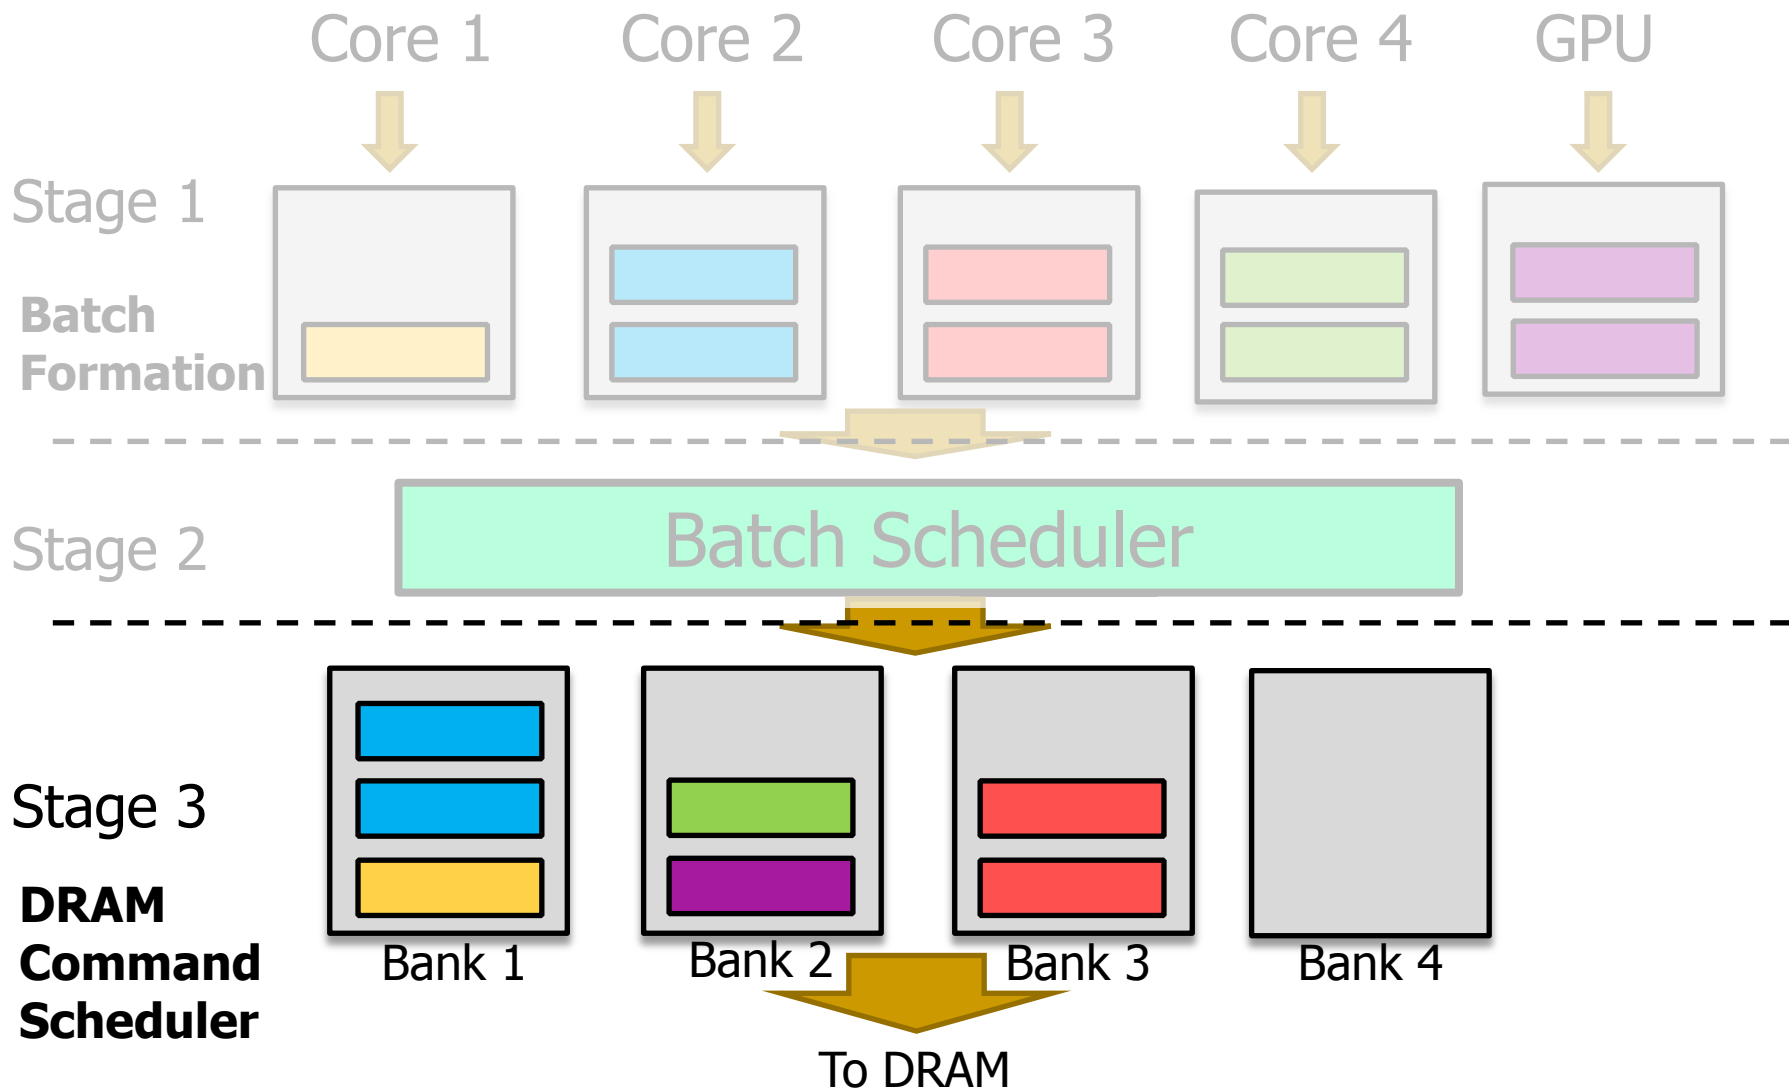 Core 1 Core 2 Core 3 Core 4 GPU
Stage 1
Batch
Formation
Stage 2
Batch Scheduler
Stage 3
DRAM
Command
Scheduler
Bank 1 Bank 2 Bank 3 Bank 4
To DRAM